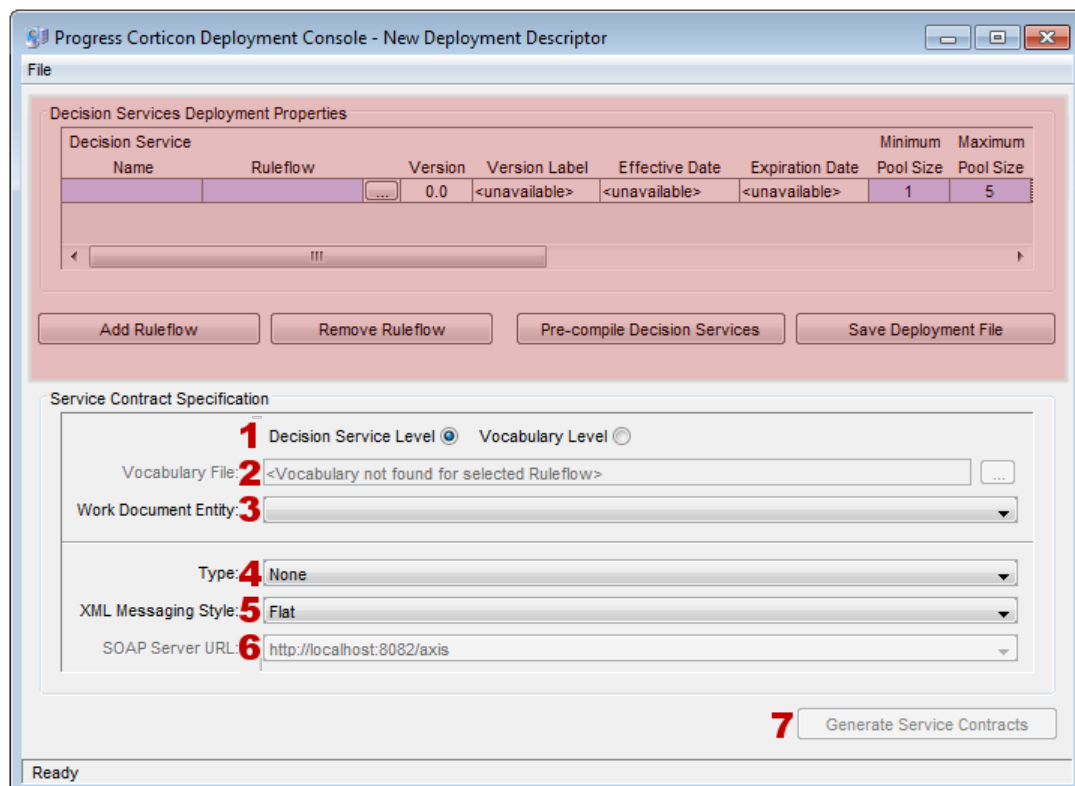 Progress Corticon Deployment Console - New Deployment Descriptor
File
Decision Services Deployment Properties
Decision Service Minimum Maximum
Name Ruleflow Version Version Label Effective Date Expiration Date Pool Size Pool Size
... 0.0 <unavailable> <unavailable> <unavailable> 1 5
Add Ruleflow Remove Ruleflow Pre-compile Decision Services Save Deployment File
Service Contract Specification
1 Decision Service Level Vocabulary Level
Vocabulary File: 2 <Vocabulary not found for selected Ruleflow> ...
Work Document Entity: 3
Type: 4 None
XML Messaging Style: 5 Flat
SOAP Server URL: 6 http://localhost:8082/axis
7 Generate Service Contracts
Ready